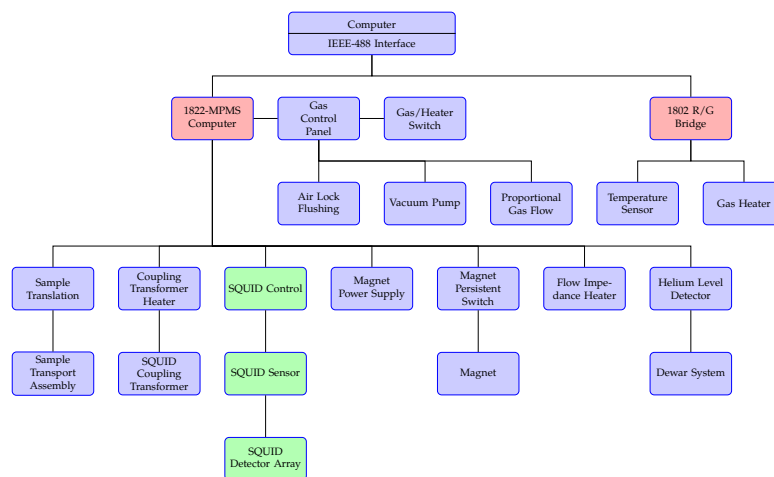 Computer
IEEE-488 Interface
1822-MPMS
Computer
Gas
Control
Panel
Gas/Heater
Switch
1802 R/G
Bridge
Air Lock
Flushing
Vacuum Pump
Proportional
Gas Flow
Temperature
Sensor
Gas Heater
Sample
Translation
Coupling
Transformer
Heater
SQUID Control
Magnet
Power Supply
Magnet
Persistent
Switch
Flow Impe-
dance Heater
Helium Level
Detector
Sample
Transport
Assembly
SQUID
Coupling
Transformer
SQUID Sensor
Magnet
Dewar System
SQUID
Detector Array